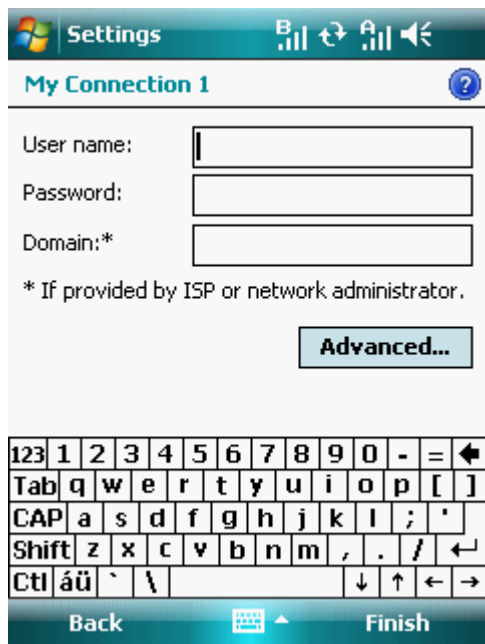 Settings B A
My Connection 1 ?
User name:
Password:
Domain:*
* If provided by ISP or network administrator.
Advanced...
123 1 2 3 4 5 6 7 8 9 0 - = 
Tab q w e r t y u i o p [ ]
CAP a s d f g h j k l ; '
Shift z x c v b n m , . / ↵
Ctl áü ` \ ↓ ↑ ← →
Back Finish